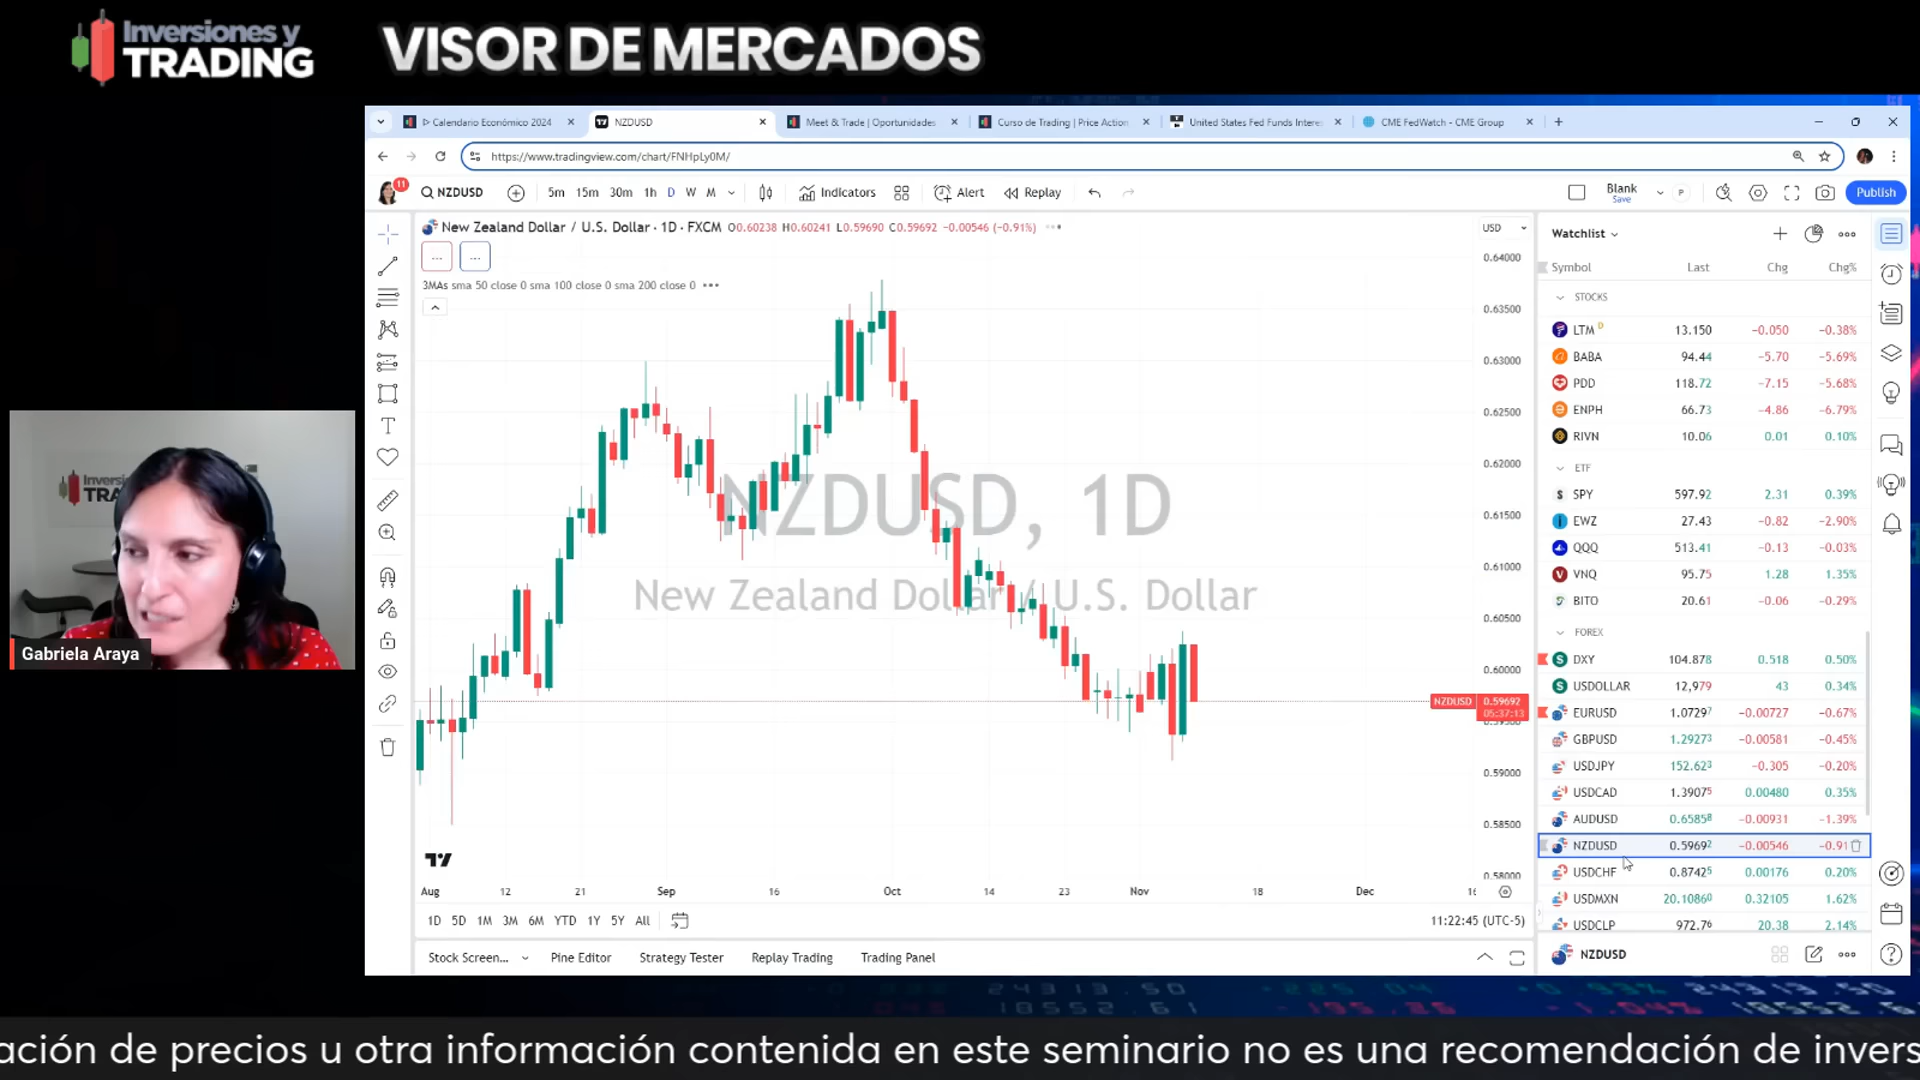 Inversiones y
TRADING
VISOR DE MERCADOS
▷ Calendario Económico 2024
NZDUSD
Meet & Trade | Oportunidades
Curso de Trading | Price Action
United States Fed Funds Intere
CME FedWatch - CME Group
https://www.tradingview.com/chart/FNHpLy0M/
11
NZDUSD
5m 15m 30m 1h D W M
Indicators
Alert
Replay
Blank
Save
P
Publish
New Zealand Dollar / U.S. Dollar · 1D · FXCM O0.60238 H0.60241 L0.59690 C0.59692 −0.00546 (−0.91%)
USD
3MAs sma 50 close 0 sma 100 close 0 sma 200 close 0
NZDUSD, 1D
New Zealand Dollar / U.S. Dollar
0.64000
0.63500
0.63000
0.62500
0.62000
0.61500
0.61000
0.60500
0.60000
NZDUSD 0.59692
05:37:13
0.59000
0.58500
0.58000
Aug 12 21 Sep 16 Oct 14 23 Nov 18 Dec
1D 5D 1M 3M 6M YTD 1Y 5Y All
11:22:45 (UTC-5)
Stock Screen... Pine Editor Strategy Tester Replay Trading Trading Panel
Watchlist
Symbol Last Chg Chg%
STOCKS
LTM D 13.150 −0.050 −0.38%
BABA 94.44 −5.70 −5.69%
PDD 118.72 −7.15 −5.68%
ENPH 66.73 −4.86 −6.79%
RIVN 10.06 0.01 0.10%
ETF
SPY 597.92 2.31 0.39%
EWZ 27.43 −0.82 −2.90%
QQQ 513.41 −0.13 −0.03%
VNQ 95.75 1.28 1.35%
BITO 20.61 −0.06 −0.29%
FOREX
DXY 104.878 0.518 0.50%
USDOLLAR 12,979 43 0.34%
EURUSD 1.07297 −0.00727 −0.67%
GBPUSD 1.29273 −0.00581 −0.45%
USDJPY 152.623 −0.305 −0.20%
USDCAD 1.39075 0.00480 0.35%
AUDUSD 0.65858 −0.00931 −1.39%
NZDUSD 0.59692 −0.00546 −0.91
USDCHF 0.87425 0.00176 0.20%
USDMXN 20.10860 0.32105 1.62%
USDCLP 972.76 20.38 2.14%
NZDUSD
Gabriela Araya
ación de precios u otra información contenida en este seminario no es una recomendación de invers